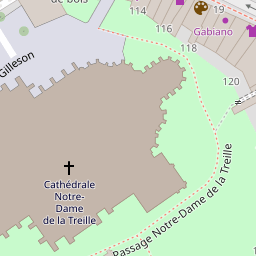 de bois
114
116
118
19
Gabiano
120
Gilleson
Cathédrale
Notre-
Dame
de la Treille
Passage Notre-Dame de la Treille